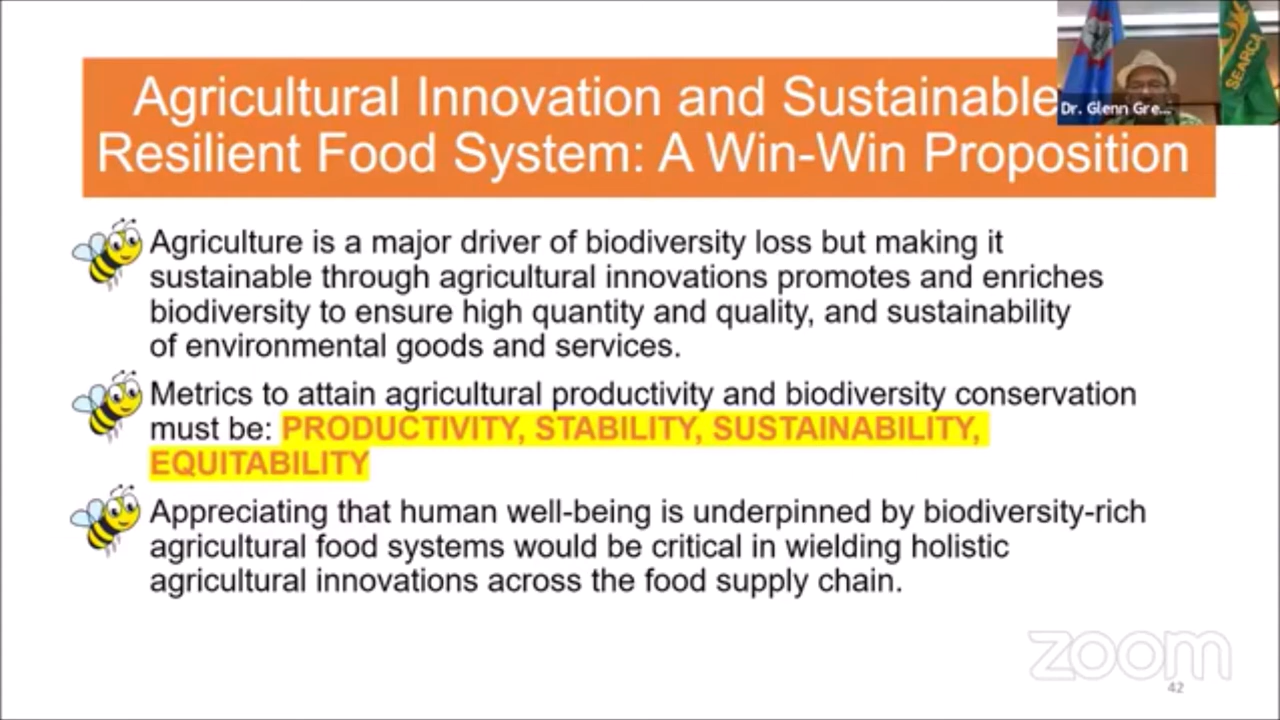 Agricultural Innovation and Sustainable
Resilient Food System: A Win-Win Proposition
SEARCA
Dr. Glenn Gre...
Agriculture is a major driver of biodiversity loss but making it
sustainable through agricultural innovations promotes and enriches
biodiversity to ensure high quantity and quality, and sustainability
of environmental goods and services.
Metrics to attain agricultural productivity and biodiversity conservation
must be: PRODUCTIVITY, STABILITY, SUSTAINABILITY,
EQUITABILITY
Appreciating that human well-being is underpinned by biodiversity-rich
agricultural food systems would be critical in wielding holistic
agricultural innovations across the food supply chain.
zoom
42